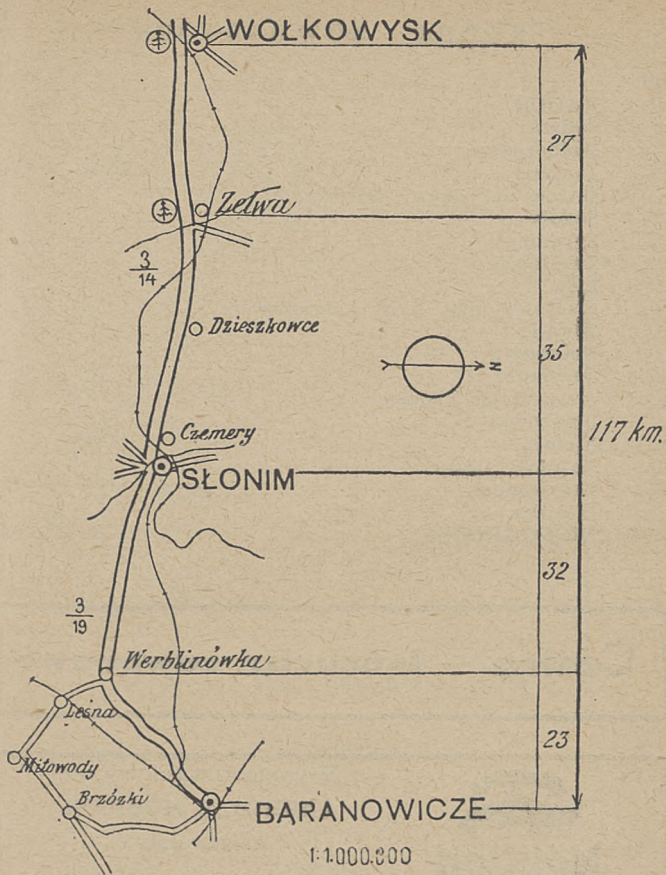 WOŁKOWYSK
27
Zelwa
3
14
Dzieszkowce
35
N
117 km.
Czemery
SŁONIM
32
3
19
Werblinówka
Leśna
23
Miłowody
Brzózki
BARANOWICZE
1:1.000.000